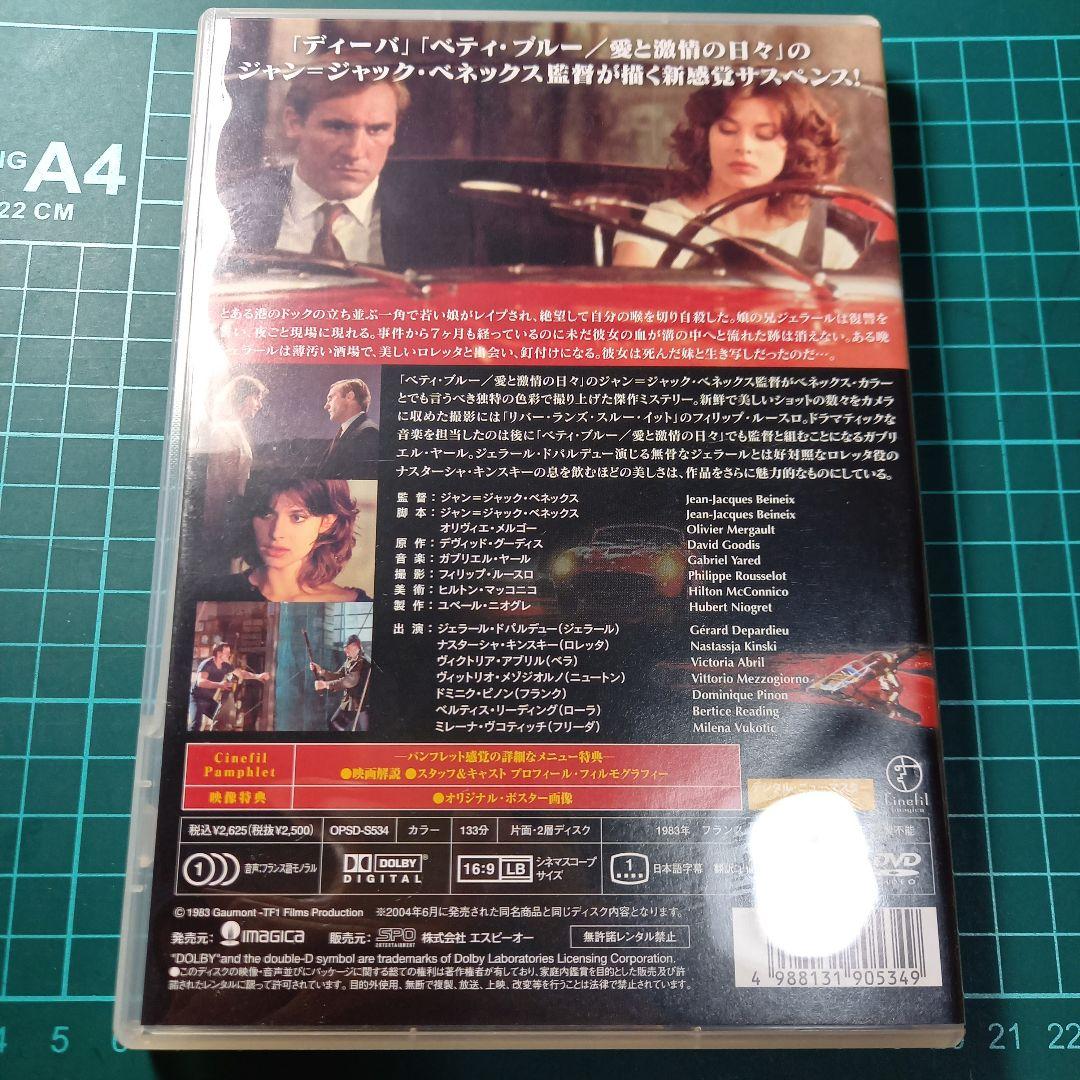 NG A4
22 CM
「ディーバ」「ベティ・ブルー／愛と激情の日々」の
ジャン＝ジャック・ベネックス監督が描く新感覚サスペンス！
とある港のドックの立ち並ぶ一角で若い娘がレイプされ、絶望して自分の喉を切り自殺した。娘の兄ジェラールは復讐を
い、夜ごと現場に現れる。事件から7ヶ月も経っているのに未だ彼女の血が溝の中へと流れた跡は消えない。ある晩
ジェラールは薄汚い酒場で、美しいロレッタと出会い、釘付けになる。彼女は死んだ妹と生き写しだったのだ…。
「ベティ・ブルー／愛と激情の日々」のジャン＝ジャック・ベネックス監督がベネックス・カラー
とでも言うべき独特の色彩で撮り上げた傑作ミステリー。新鮮で美しいショットの数々をカメラ
に収めた撮影には「リバー・ランズ・スルー・イット」のフィリップ・ルースロ。ドラマティックな
音楽を担当したのは後に「ベティ・ブルー／愛と激情の日々」でも監督と組むことになるガブリ
エル・ヤール。ジェラール・ドパルデュー演じる無骨なジェラールとは好対照なロレッタ役の
ナスターシャ・キンスキーの息を飲むほどの美しさは、作品をさらに魅力的なものにしている。
監督：ジャン＝ジャック・ベネックス Jean-Jacques Beineix
脚本：ジャン＝ジャック・ベネックス Jean-Jacques Beineix
オリヴィエ・メルゴー Olivier Mergault
原作：デヴィッド・グーディス David Goodis
音楽：ガブリエル・ヤール Gabriel Yared
撮影：フィリップ・ルースロ Philippe Rousselot
美術：ヒルトン・マッコニコ Hilton McConnico
製作：ユベール・ニオグレ Hubert Niogret
出演：ジェラール・ドパルデュー（ジェラール） Gérard Depardieu
ナスターシャ・キンスキー（ロレッタ） Nastassja Kinski
ヴィクトリア・アブリル（ベラ） Victoria Abril
ヴィットリオ・メゾジオルノ（ニュートン） Vittorio Mezzogiorno
ドミニク・ピノン（フランク） Dominique Pinon
ベルティス・リーディング（ローラ） Bertice Reading
ミレーナ・ヴコティッチ（フリーダ） Milena Vukotic
Cinefil Pamphlet
―パンフレット感覚の詳細なメニュー特典―
●映画解説 ●スタッフ&キャスト プロフィール・フィルモグラフィー
映像特典 ●オリジナル・ポスター画像
Cinefil
imagica
税込¥2,625（税抜¥2,500） OPSD-S534 カラー 133分 片面・2層ディスク 1983年 フランス 不能
1 音声：フランス語モノラル DOLBY DIGITAL 16:9 LB シネマスコープサイズ 1 日本語字幕 DVD VIDEO
© 1983 Gaumont -TF1 Films Production ※2004年6月に発売された同名商品と同じディスク内容となります。
発売元：IMAGICA 販売元：SPO ENTERTAINMENT 株式会社 エスピーオー 無許諾レンタル禁止
"DOLBY"and the double-D symbol are trademarks of Dolby Laboratories Licensing Corporation.
●このディスクの映像・音声並びにパッケージに関する総ての権利は著作権者が有しており、家庭内鑑賞を目的とした販売及び許
諾されたレンタルに限って許可されています。目的外使用、無断で複製、放送、上映、改変等を行うことは法律で禁止されています。
4 988131 905349
4 5 6 20 21 22